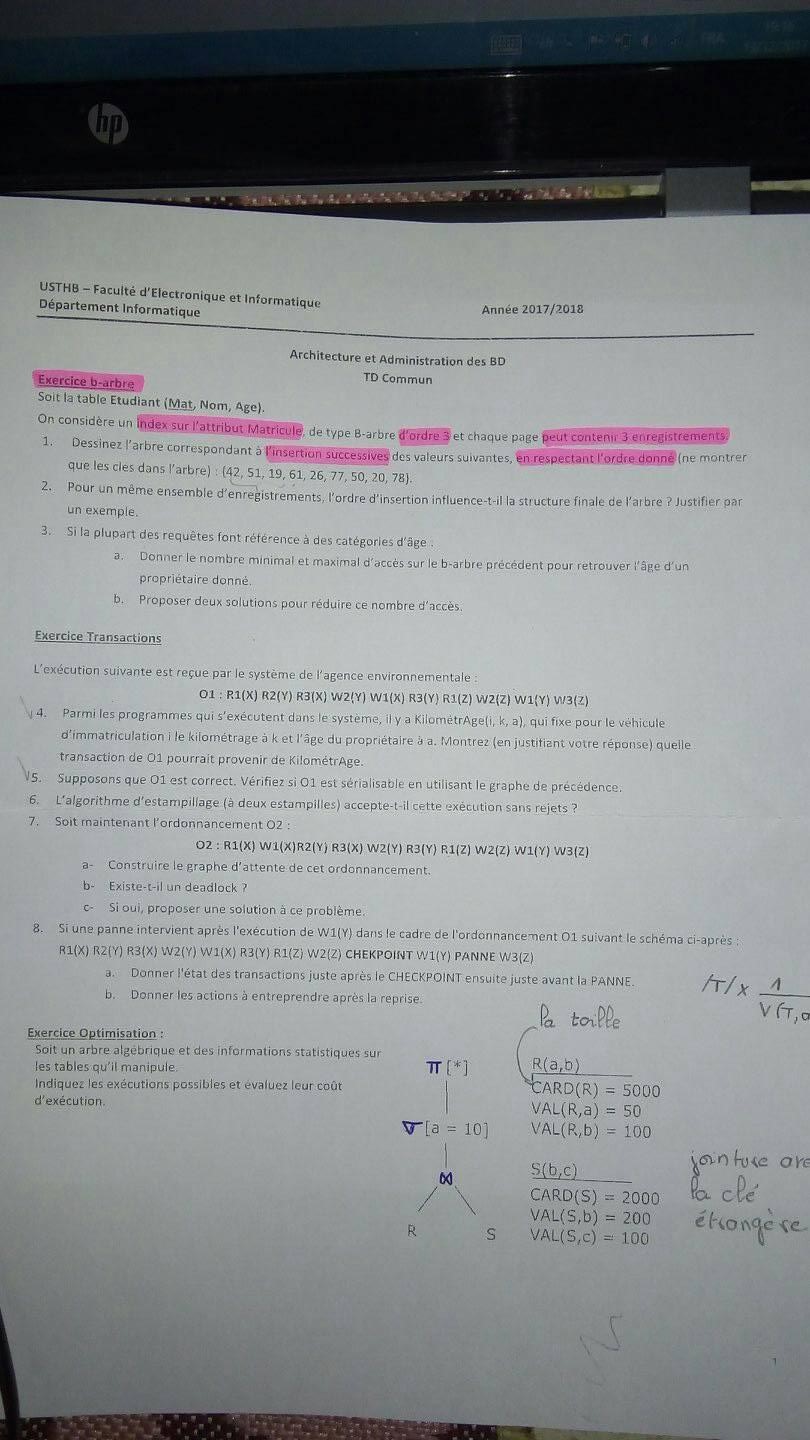 hp
FRA
USTHB – Faculté d'Electronique et Informatique
Département Informatique
Année 2017/2018
Architecture et Administration des BD
TD Commun
Exercice b-arbre
Soit la table Etudiant (Mat, Nom, Age).
On considère un index sur l'attribut Matricule, de type B-arbre d'ordre 3 et chaque page peut contenir 3 enregistrements.
1. Dessinez l'arbre correspondant à l'insertion successives des valeurs suivantes, en respectant l'ordre donné (ne montrer
que les cles dans l'arbre) : (42, 51, 19, 61, 26, 77, 50, 20, 78).
2. Pour un même ensemble d'enregistrements, l'ordre d'insertion influence-t-il la structure finale de l'arbre ? Justifier par
un exemple.
3. Si la plupart des requêtes font référence à des catégories d'âge :
a. Donner le nombre minimal et maximal d'accès sur le b-arbre précédent pour retrouver l'âge d'un
propriétaire donné.
b. Proposer deux solutions pour réduire ce nombre d'accès.
Exercice Transactions
L'exécution suivante est reçue par le système de l'agence environnementale :
O1 : R1(X) R2(Y) R3(X) W2(Y) W1(X) R3(Y) R1(Z) W2(Z) W1(Y) W3(Z)
4. Parmi les programmes qui s'exécutent dans le système, il y a KilométrAge(i, k, a), qui fixe pour le véhicule
d'immatriculation i le kilométrage à k et l'âge du propriétaire à a. Montrez (en justifiant votre réponse) quelle
transaction de O1 pourrait provenir de KilométrAge.
5. Supposons que O1 est correct. Vérifiez si O1 est sérialisable en utilisant le graphe de précédence.
6. L'algorithme d'estampillage (à deux estampilles) accepte-t-il cette exécution sans rejets ?
7. Soit maintenant l'ordonnancement O2 :
O2 : R1(X) W1(X)R2(Y) R3(X) W2(Y) R3(Y) R1(Z) W2(Z) W1(Y) W3(Z)
a- Construire le graphe d'attente de cet ordonnancement.
b- Existe-t-il un deadlock ?
c- Si oui, proposer une solution à ce problème.
8. Si une panne intervient après l'exécution de W1(Y) dans le cadre de l'ordonnancement O1 suivant le schéma ci-après :
R1(X) R2(Y) R3(X) W2(Y) W1(X) R3(Y) R1(Z) W2(Z) CHEKPOINT W1(Y) PANNE W3(Z)
a. Donner l'état des transactions juste après le CHECKPOINT ensuite juste avant la PANNE.
b. Donner les actions à entreprendre après la reprise.
/T/ x 1
V(T,a
la taille
Exercice Optimisation :
Soit un arbre algébrique et des informations statistiques sur
les tables qu'il manipule.
Indiquez les exécutions possibles et évaluez leur coût
d'exécution.
π [*]
σ [a = 10]
⋈
R S
R(a,b)
CARD(R) = 5000
VAL(R,a) = 50
VAL(R,b) = 100
S(b,c)
CARD(S) = 2000
VAL(S,b) = 200
VAL(S,c) = 100
jointure ave
la clé
étrangère
1